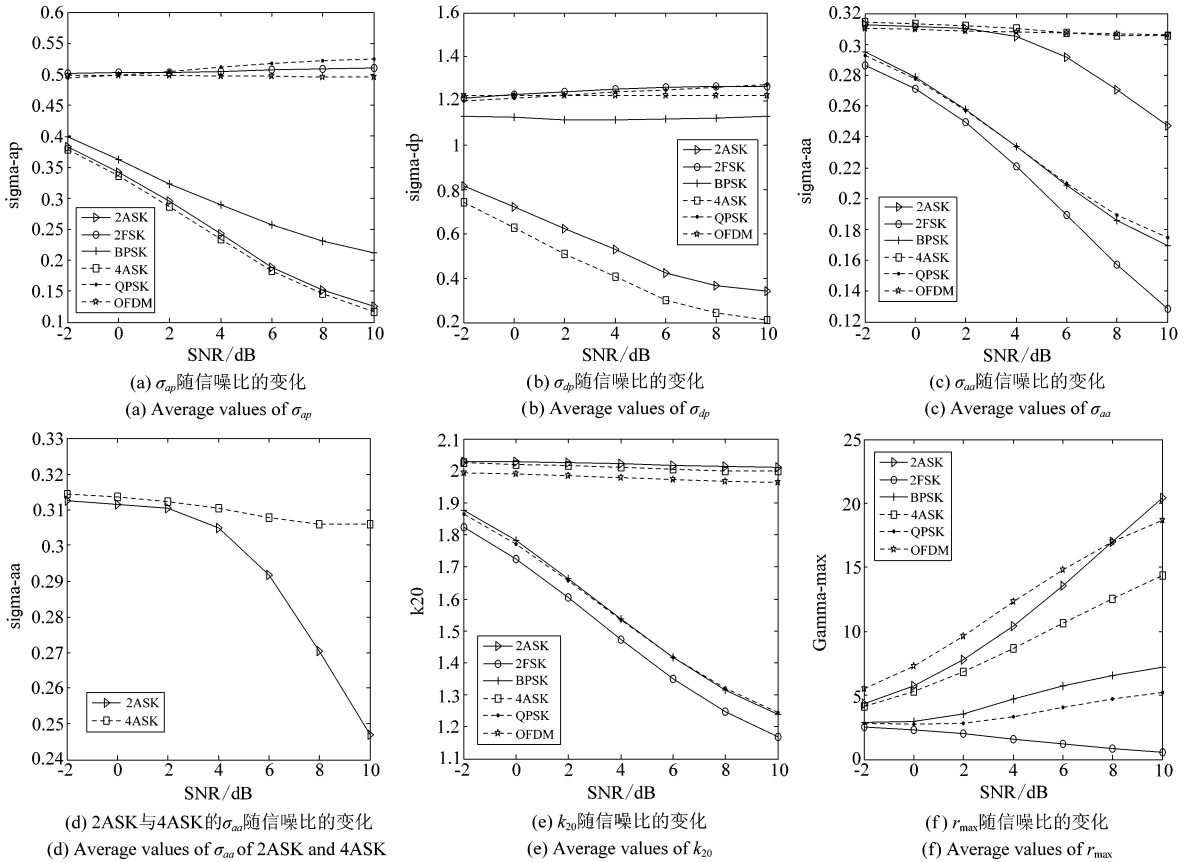 0.6
0.55
0.5
0.45
0.4
0.35
0.3
0.25
0.2
0.15
0.1
sigma-ap
2ASK
2FSK
BPSK
4ASK
QPSK
OFDM
-2 0 2 4 6 8 10
SNR/dB
(a) σap随信噪比的变化
(a) Average values of σap
1.6
1.4
1.2
1
0.8
0.6
0.4
0.2
sigma-dp
2ASK
2FSK
BPSK
4ASK
QPSK
OFDM
-2 0 2 4 6 8 10
SNR/dB
(b) σdp随信噪比的变化
(b) Average values of σdp
0.32
0.3
0.28
0.26
0.24
0.22
0.2
0.18
0.16
0.14
0.12
sigma-aa
2ASK
2FSK
BPSK
4ASK
QPSK
OFDM
-2 0 2 4 6 8 10
SNR/dB
(c) σaa随信噪比的变化
(c) Average values of σaa
0.33
0.32
0.31
0.3
0.29
0.28
0.27
0.26
0.25
0.24
sigma-aa
2ASK
4ASK
-2 0 2 4 6 8 10
SNR/dB
(d) 2ASK与4ASK的σaa随信噪比的变化
(d) Average values of σaa of 2ASK and 4ASK
2.1
2
1.9
1.8
1.7
1.6
1.5
1.4
1.3
1.2
1.1
k20
2ASK
2FSK
BPSK
4ASK
QPSK
OFDM
-2 0 2 4 6 8 10
SNR/dB
(e) k20随信噪比的变化
(e) Average values of k20
25
20
15
10
5
0
Gamma-max
2ASK
2FSK
BPSK
4ASK
QPSK
OFDM
-2 0 2 4 6 8 10
SNR/dB
(f) rmax随信噪比的变化
(f) Average values of rmax